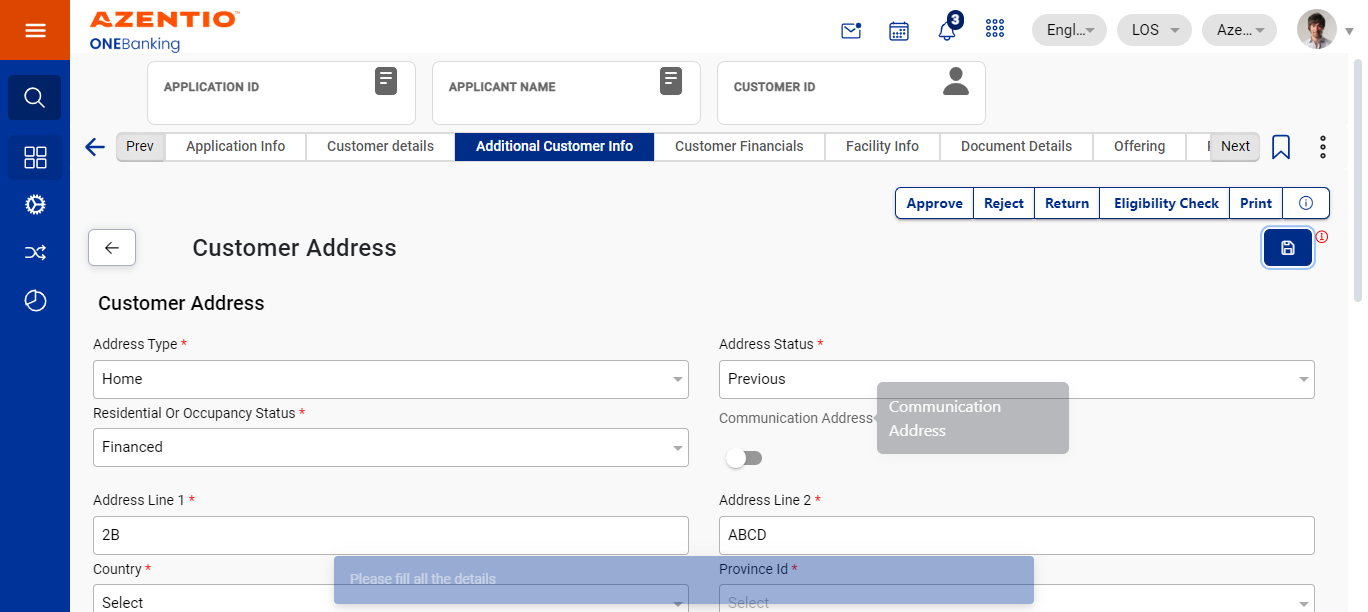 AZENTIO™
ONEBanking
3
Engl...
LOS
Aze...
APPLICATION ID
APPLICANT NAME
CUSTOMER ID
Prev
Application Info
Customer details
Additional Customer Info
Customer Financials
Facility Info
Document Details
Offering
Next
Approve
Reject
Return
Eligibility Check
Print
Customer Address
Customer Address
Address Type *
Address Status *
Home
Previous
Residential Or Occupancy Status *
Communication Address
Communication
Address
Financed
Address Line 1 *
Address Line 2 *
2B
ABCD
Country *
Province Id *
Please fill all the details
Select
Select